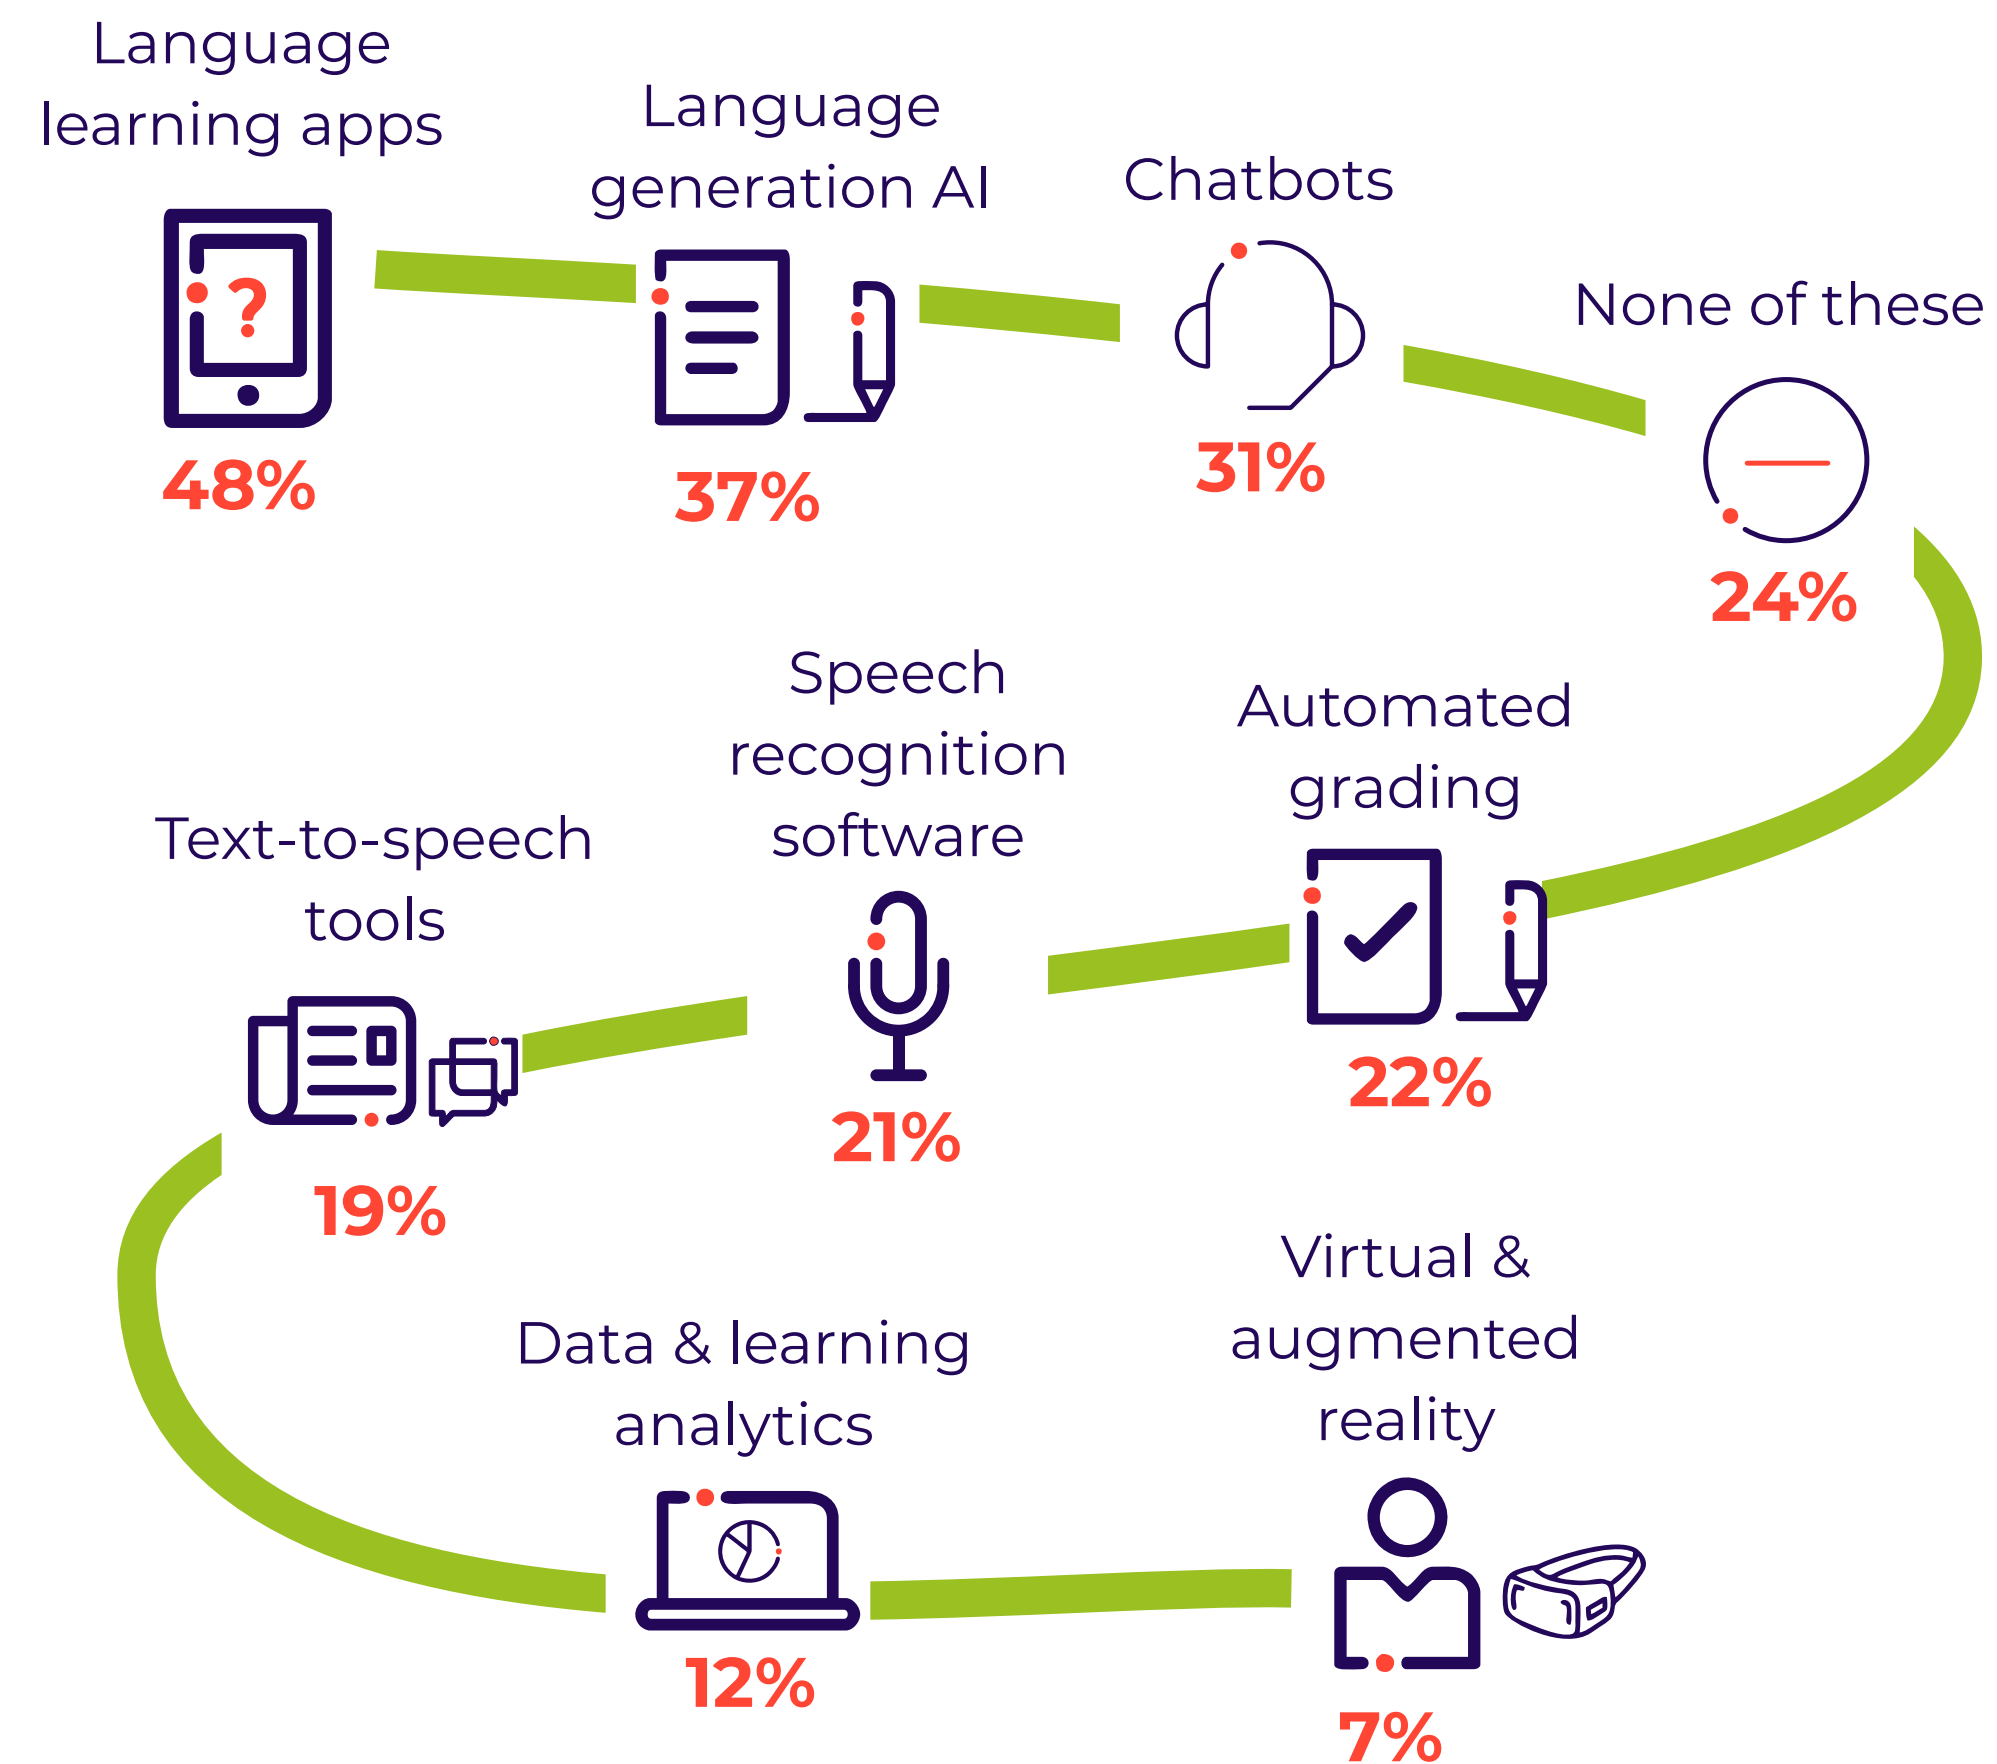 Language
learning apps
48%
Language
generation AI
37%
Chatbots
31%
None of these
24%
Automated
grading
22%
Speech
recognition
software
21%
Text-to-speech
tools
19%
Data & learning
analytics
12%
Virtual &
augmented
reality
7%